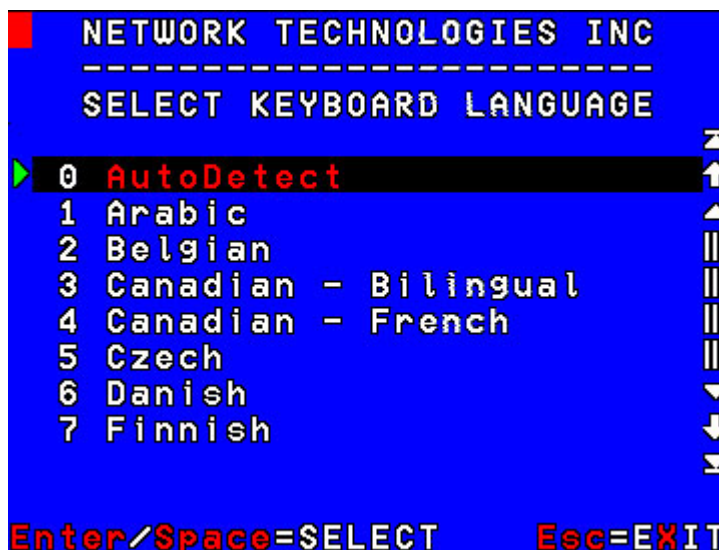 NETWORK TECHNOLOGIES INC
------------------------
SELECT KEYBOARD LANGUAGE
0 AutoDetect
1 Arabic
2 Belgian
3 Canadian - Bilingual
4 Canadian - French
5 Czech
6 Danish
7 Finnish
Enter/Space=SELECT Esc=EXIT